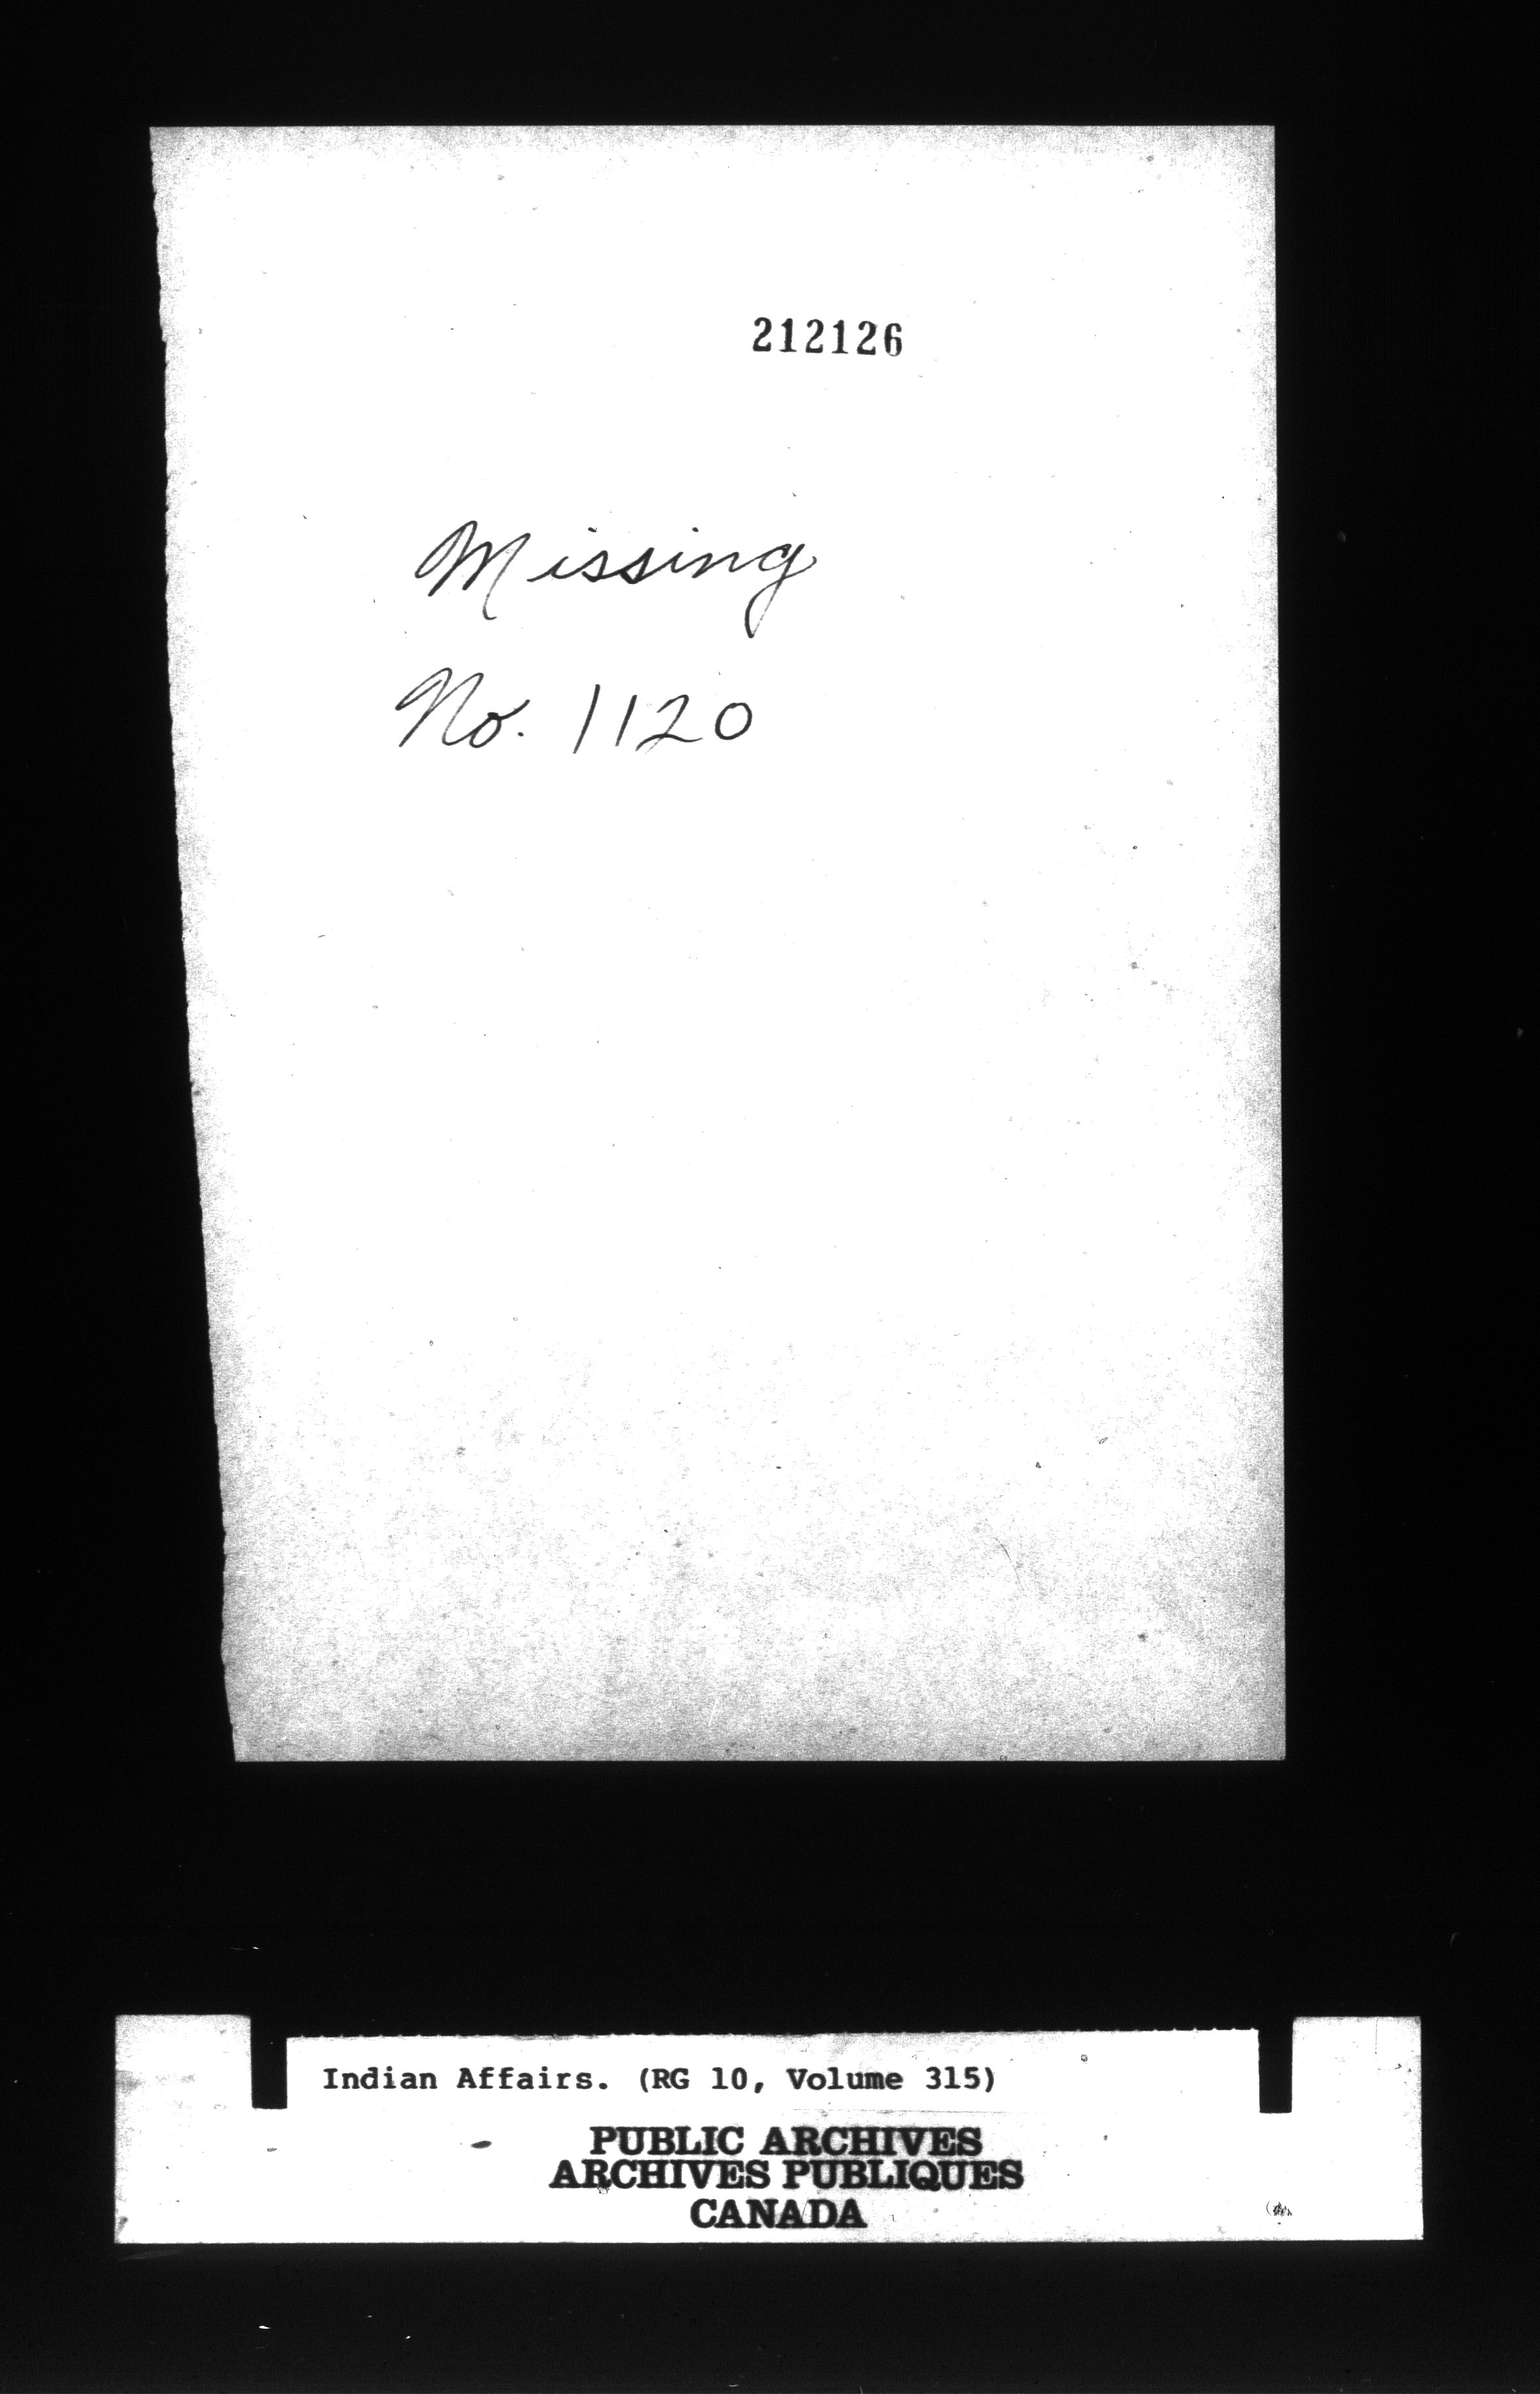 212126
Missing
No. 1120
Indian Affairs. (RG 10, Volume 315)
PUBLIC ARCHIVES
ARCHIVES PUBLIQUES
CANADA